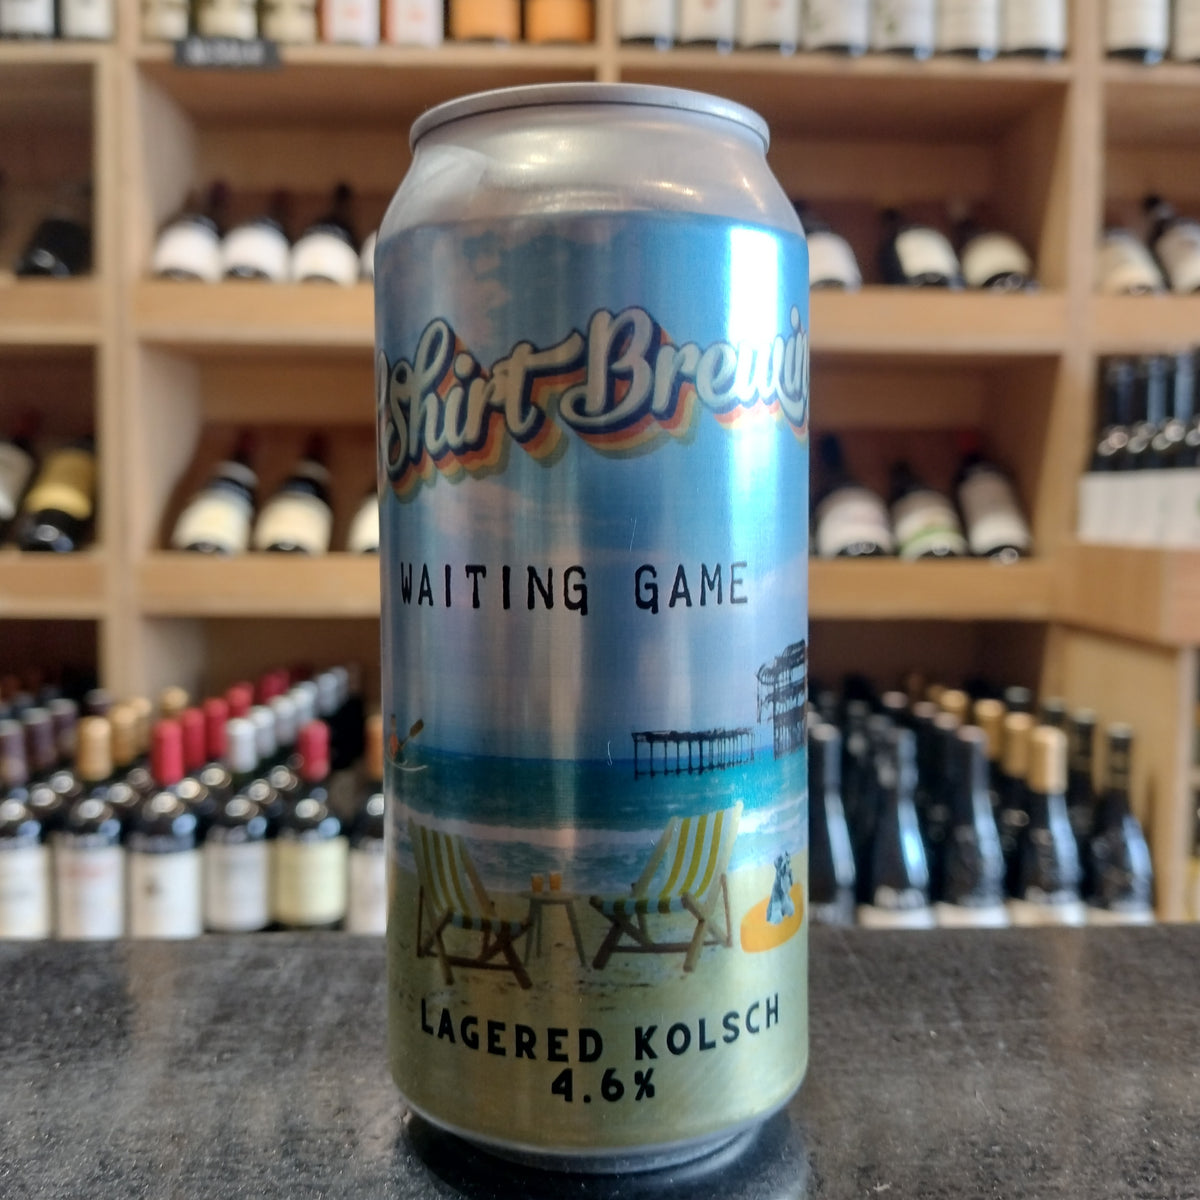 Shirt Brewin
WAITING GAME
LAGERED KOLSCH
4.6%